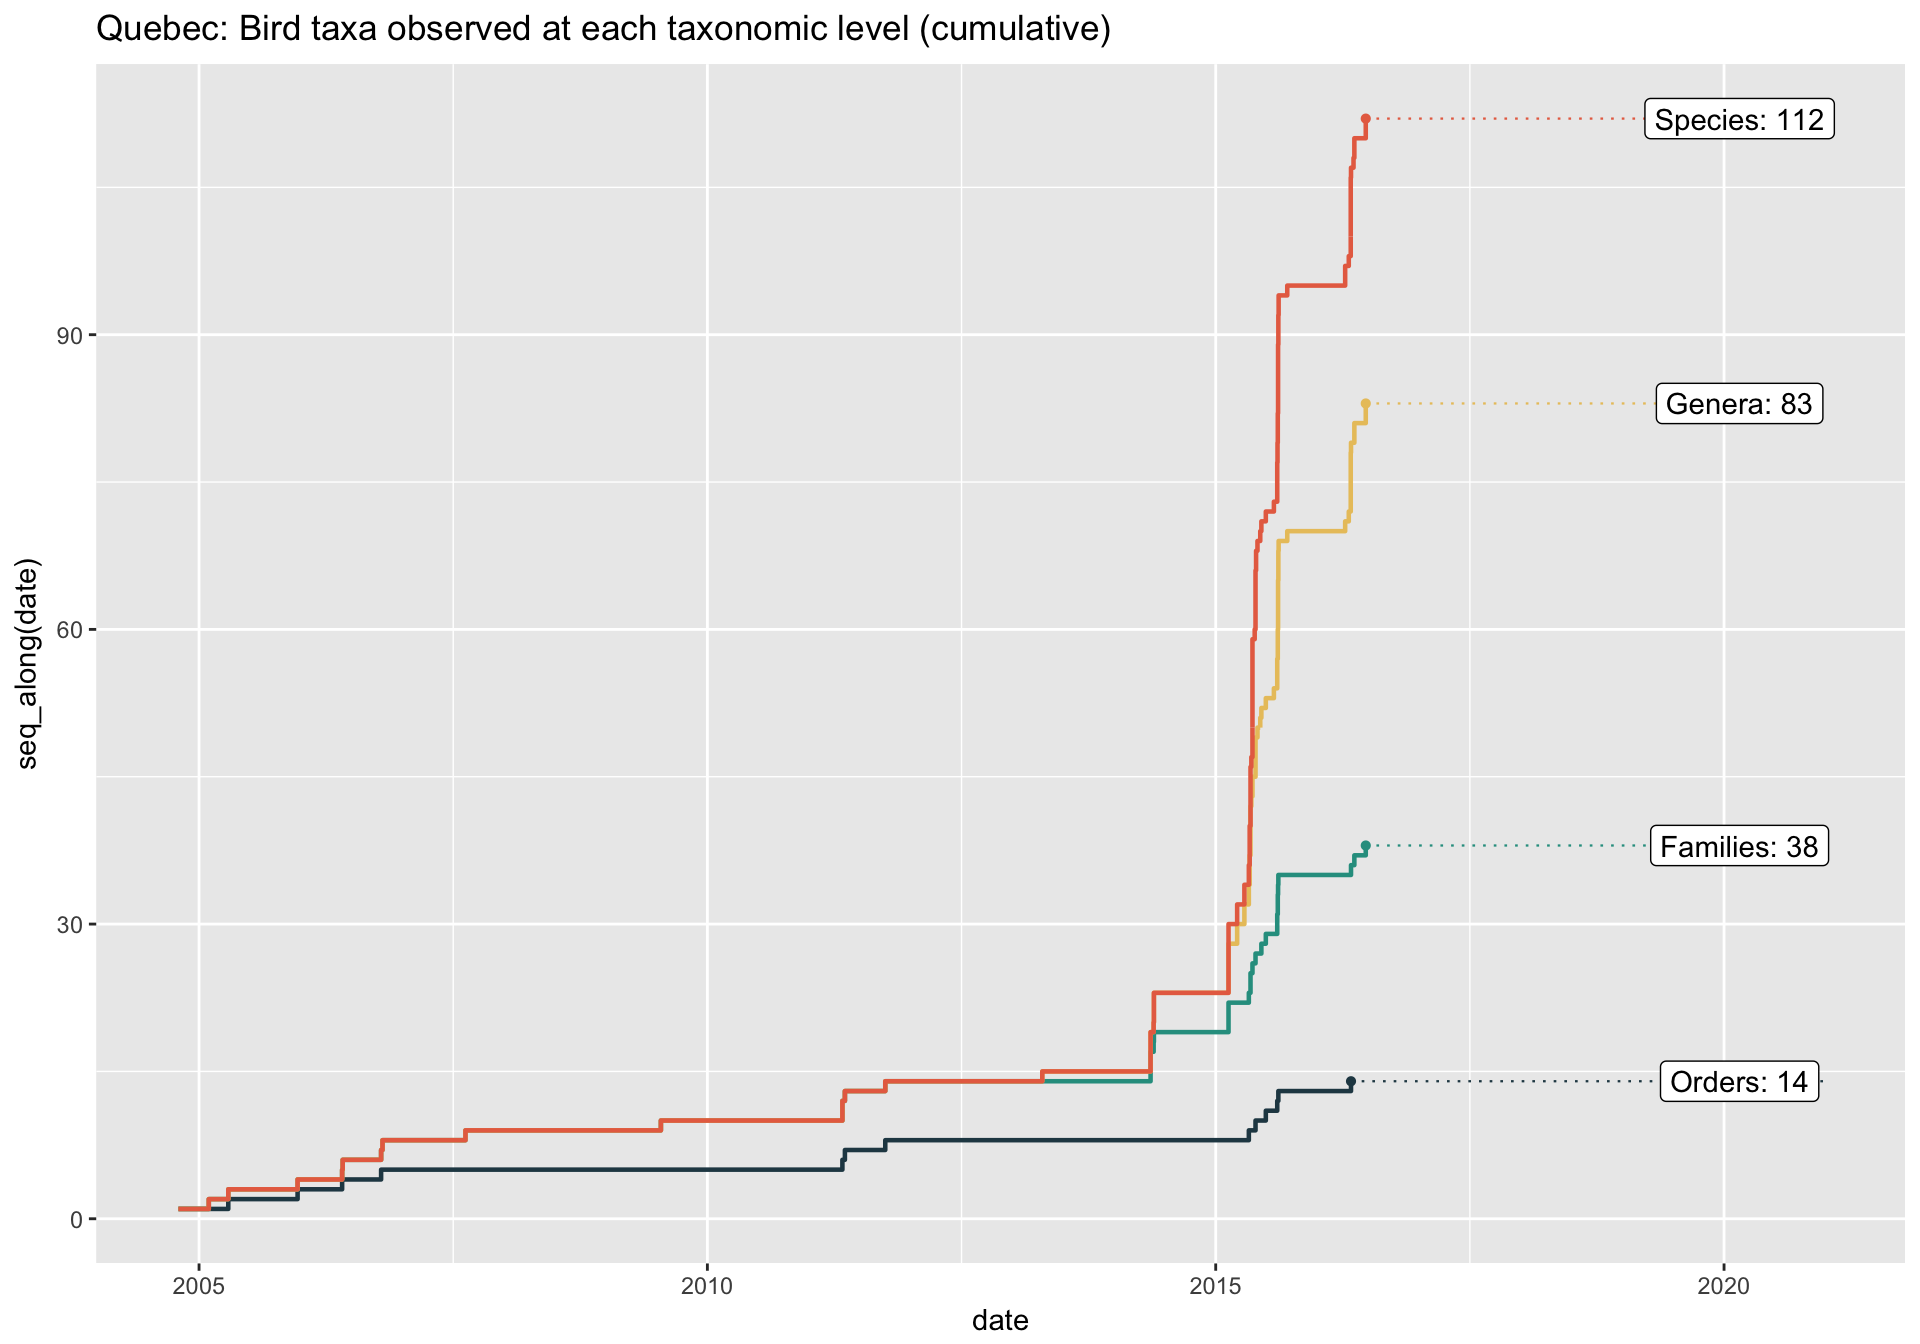 Quebec: Bird taxa observed at each taxonomic level (cumulative)
Species: 112
90
Genera: 83
seq_along(date)
60
Families: 38
30
Orders: 14
0
2005 2010 2015 2020
date